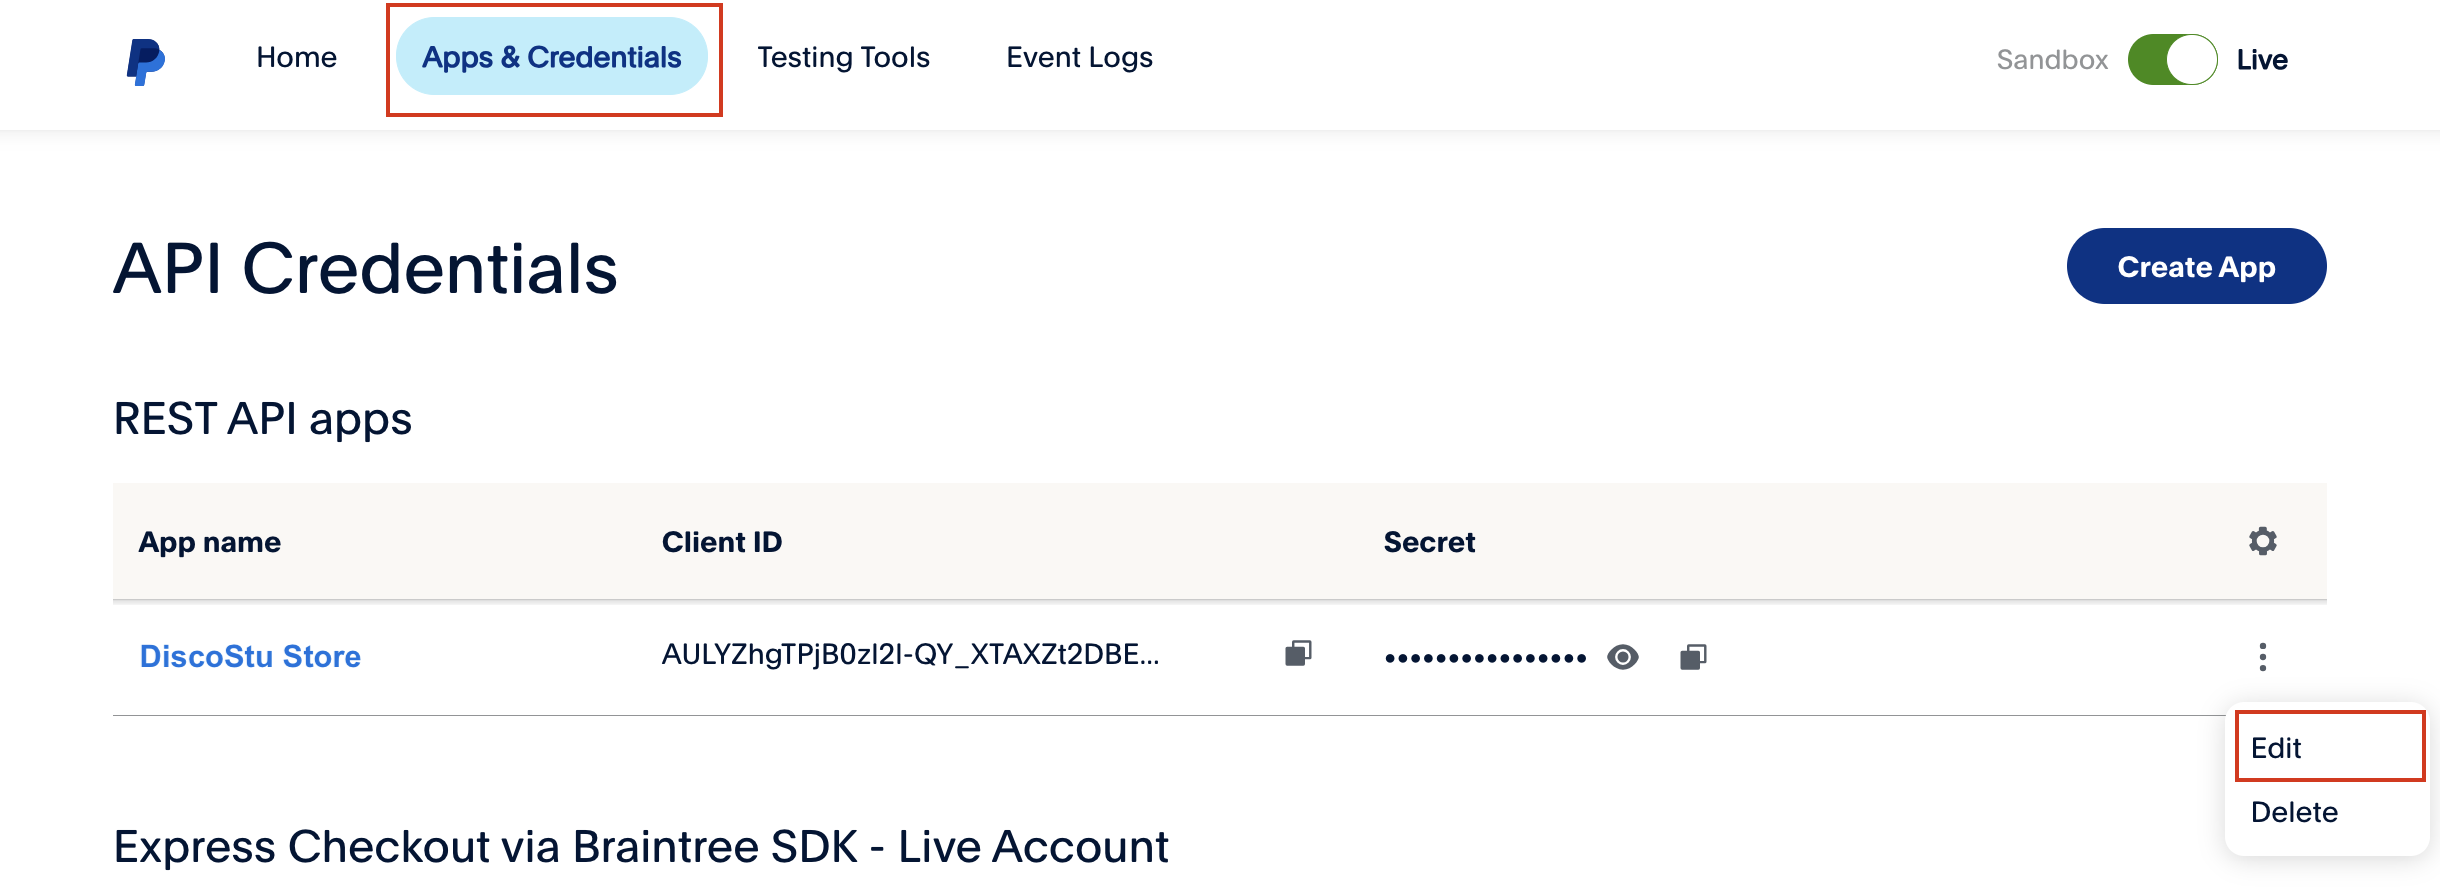 Home Apps & Credentials Testing Tools Event Logs Sandbox Live
API Credentials Create App
REST API apps
App name Client ID Secret
DiscoStu Store AULYZhgTPjB0zI2I-QY_XTAXZt2DBE... ••••••••••••••••
Edit
Delete
Express Checkout via Braintree SDK - Live Account